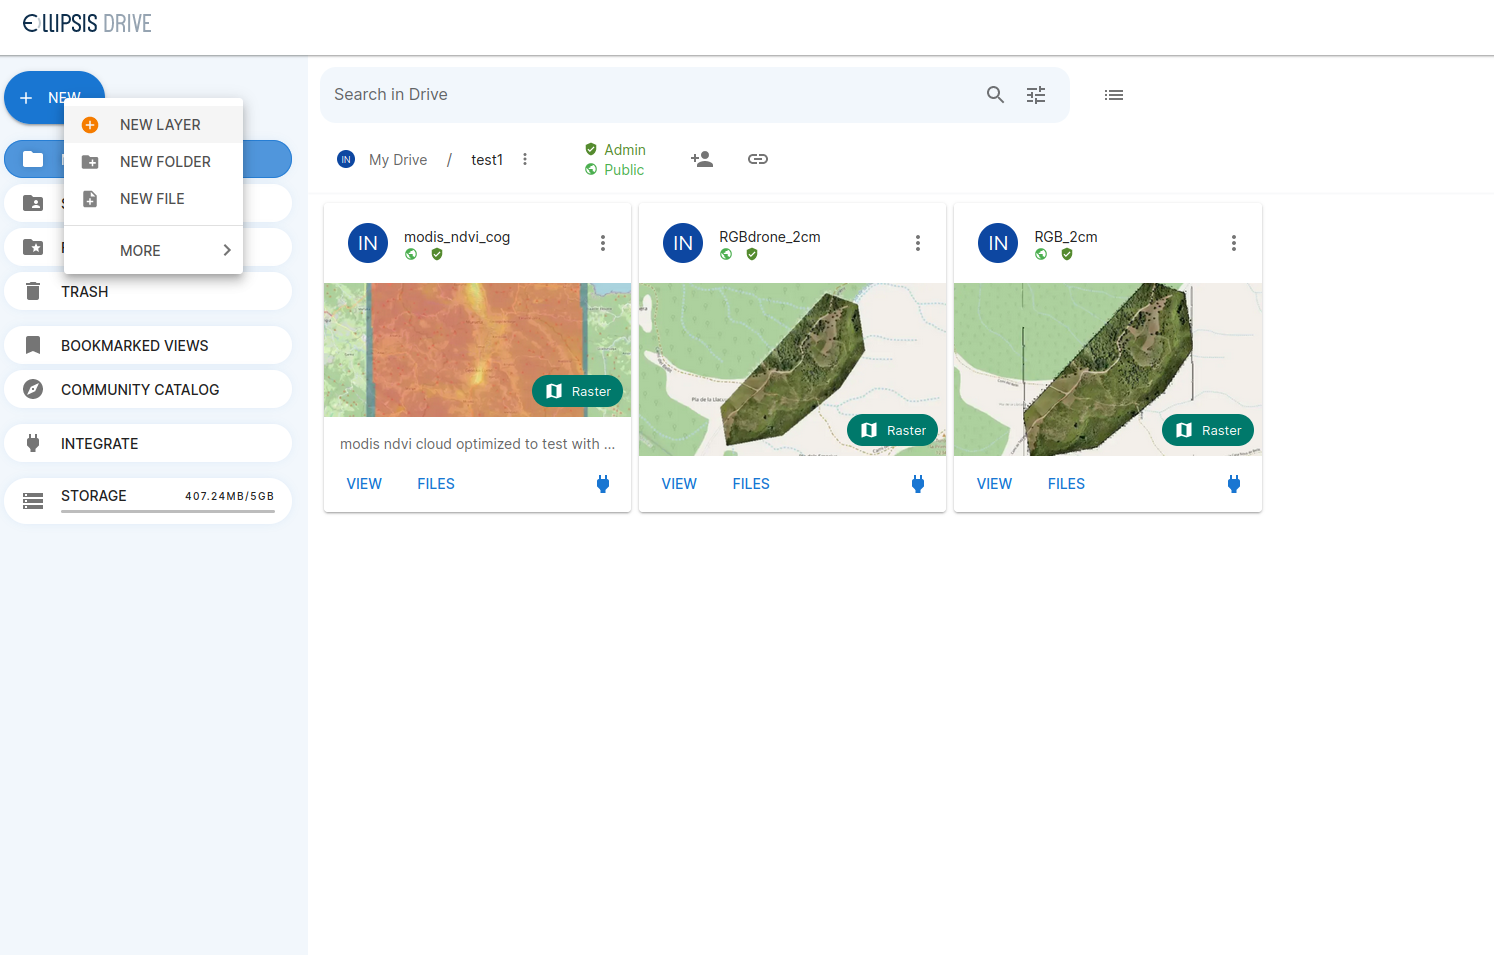 ELLIPSIS DRIVE
NEW
NEW LAYER
NEW FOLDER
NEW FILE
MORE
TRASH
BOOKMARKED VIEWS
COMMUNITY CATALOG
INTEGRATE
STORAGE 407.24MB/5GB
Search in Drive
IN My Drive / test1
Admin
Public
IN modis_ndvi_cog
Raster
modis ndvi cloud optimized to test with ...
VIEW FILES
IN RGBdrone_2cm
Raster
VIEW FILES
IN RGB_2cm
Raster
VIEW FILES